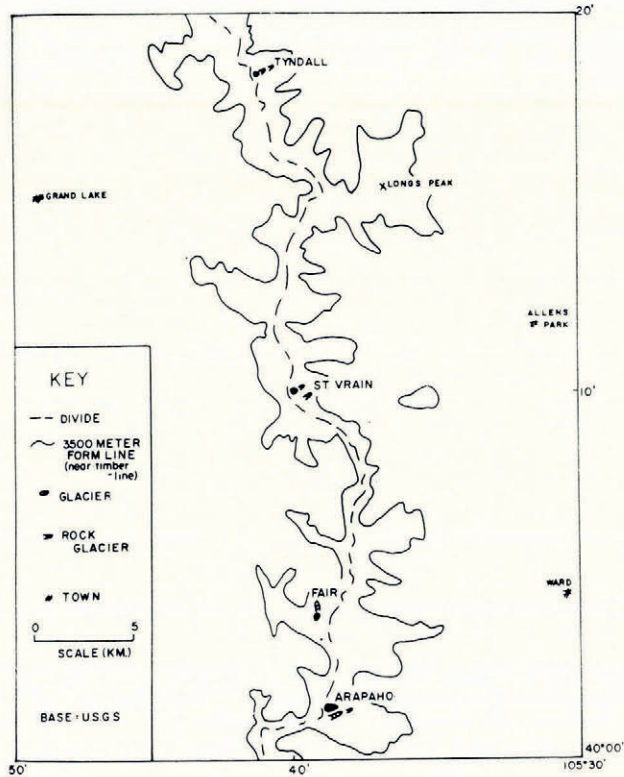 20'
TYNDALL
X LONGS PEAK
GRAND LAKE
ALLENS
PARK
KEY
DIVIDE
3500 METER
FORM LINE
(near timber
-line)
GLACIER
ROCK
GLACIER
TOWN
0 5
SCALE (KM.)
BASE = U.S.G.S
ST VRAIN
10'
FAIR
WARD
ARAPAHO
50'
40'
40°00'
105°30'